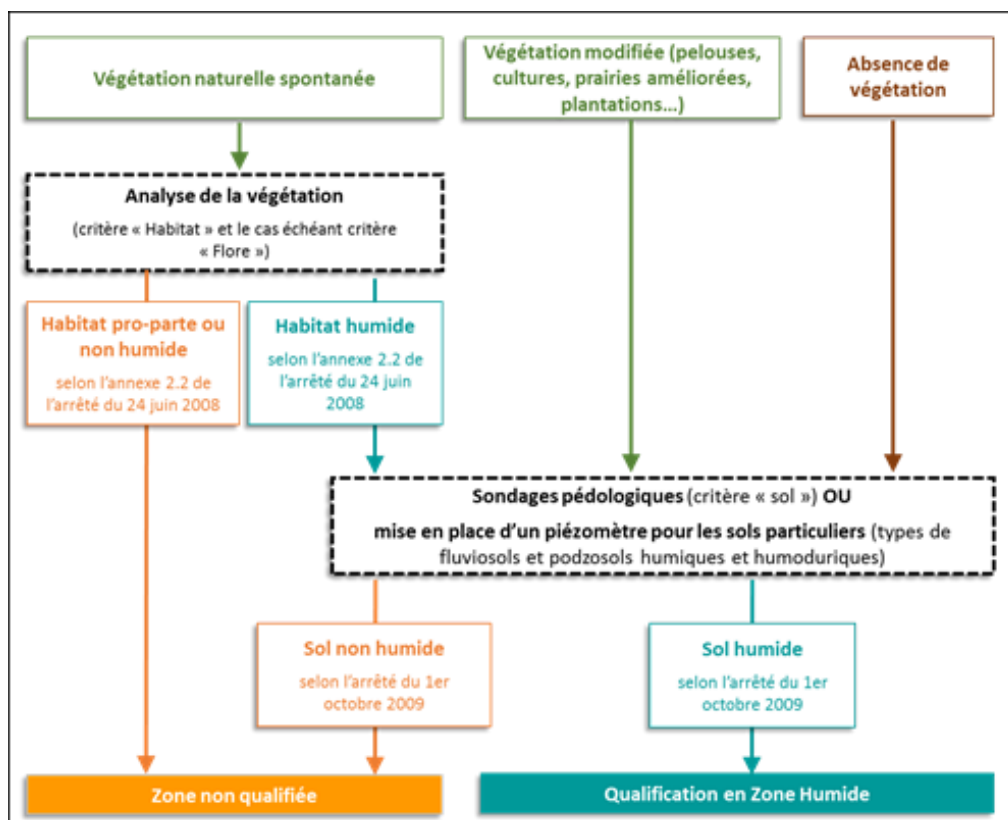 Végétation naturelle spontanée
Végétation modifiée (pelouses,
cultures, prairies améliorées,
plantations...)
Absence de
végétation
Analyse de la végétation
(critère « Habitat » et le cas échéant critère
« Flore »)
Habitat pro-parte ou
non humide
selon l'annexe 2.2 de
l'arrêté du 24 juin 2008
Habitat humide
selon l'annexe 2.2 de
l'arrêté du 24 juin
2008
Sondages pédologiques (critère « sol ») OU
mise en place d'un piézomètre pour les sols particuliers (types de
fluviosols et podzosols humiques et humoduriques)
Sol non humide
selon l'arrêté du 1er
octobre 2009
Sol humide
selon l'arrêté du 1er
octobre 2009
Zone non qualifiée
Qualification en Zone Humide